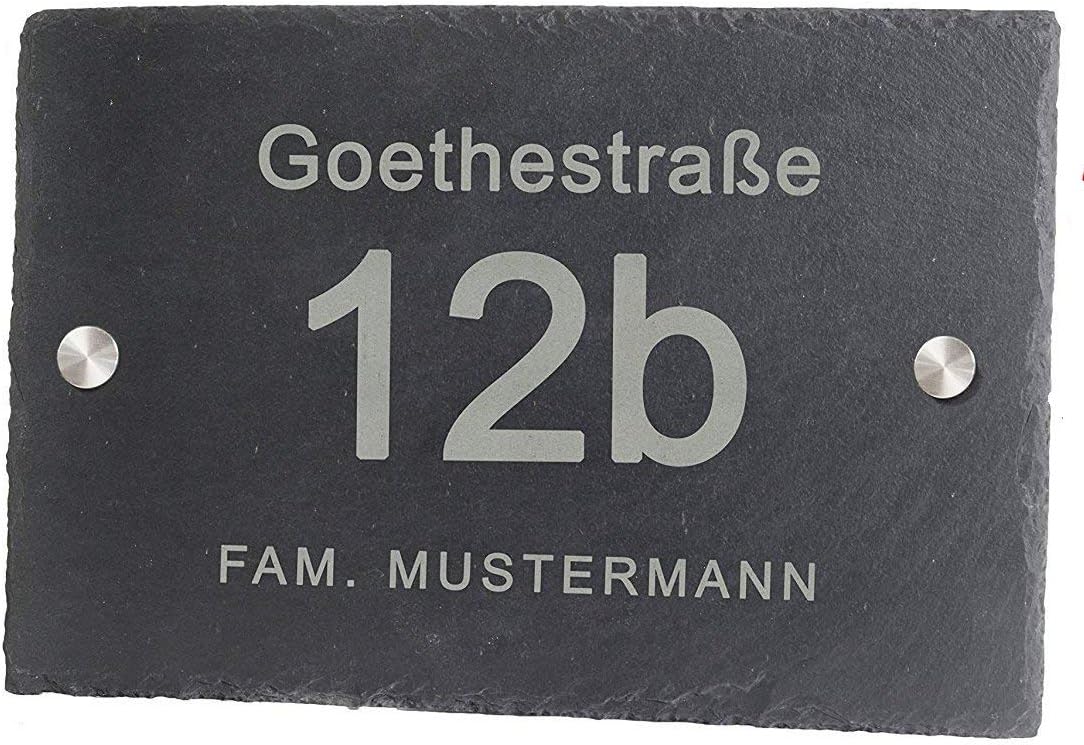 Goethestraße
12b
FAM. MUSTERMANN